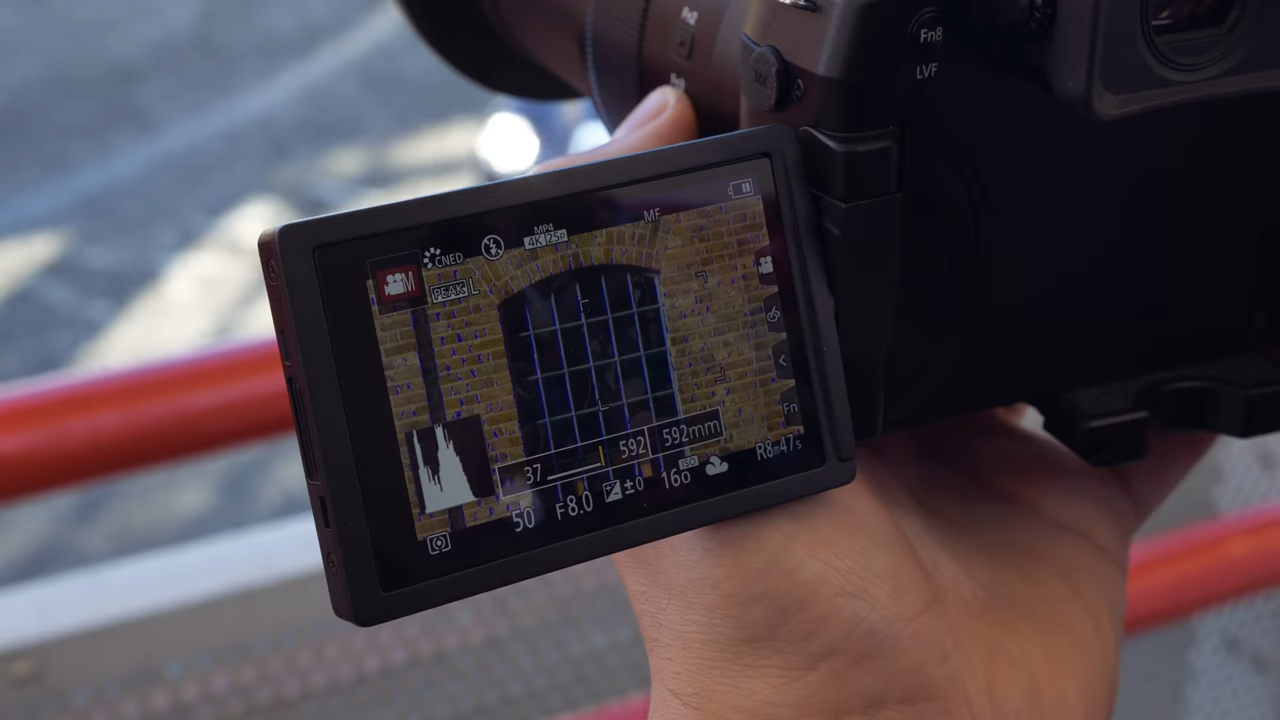 Fn2
Fn8
LVF
MF
MP4
4K 25P
CNED
M
PEAK L
37 592 592mm
Fn
50 F8.0 ±0 ISO 160 R8m47s